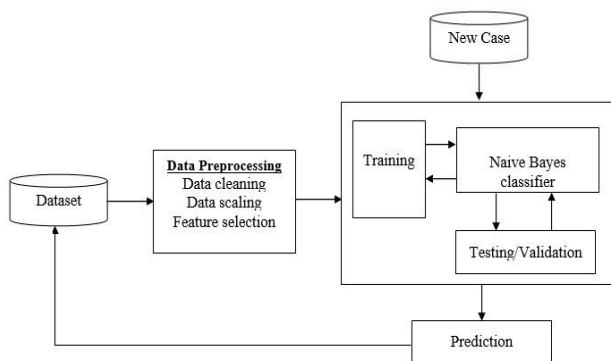 New Case
Data Preprocessing
Data cleaning
Data scaling
Feature selection
Dataset
Training
Naive Bayes
classifier
Testing/Validation
Prediction